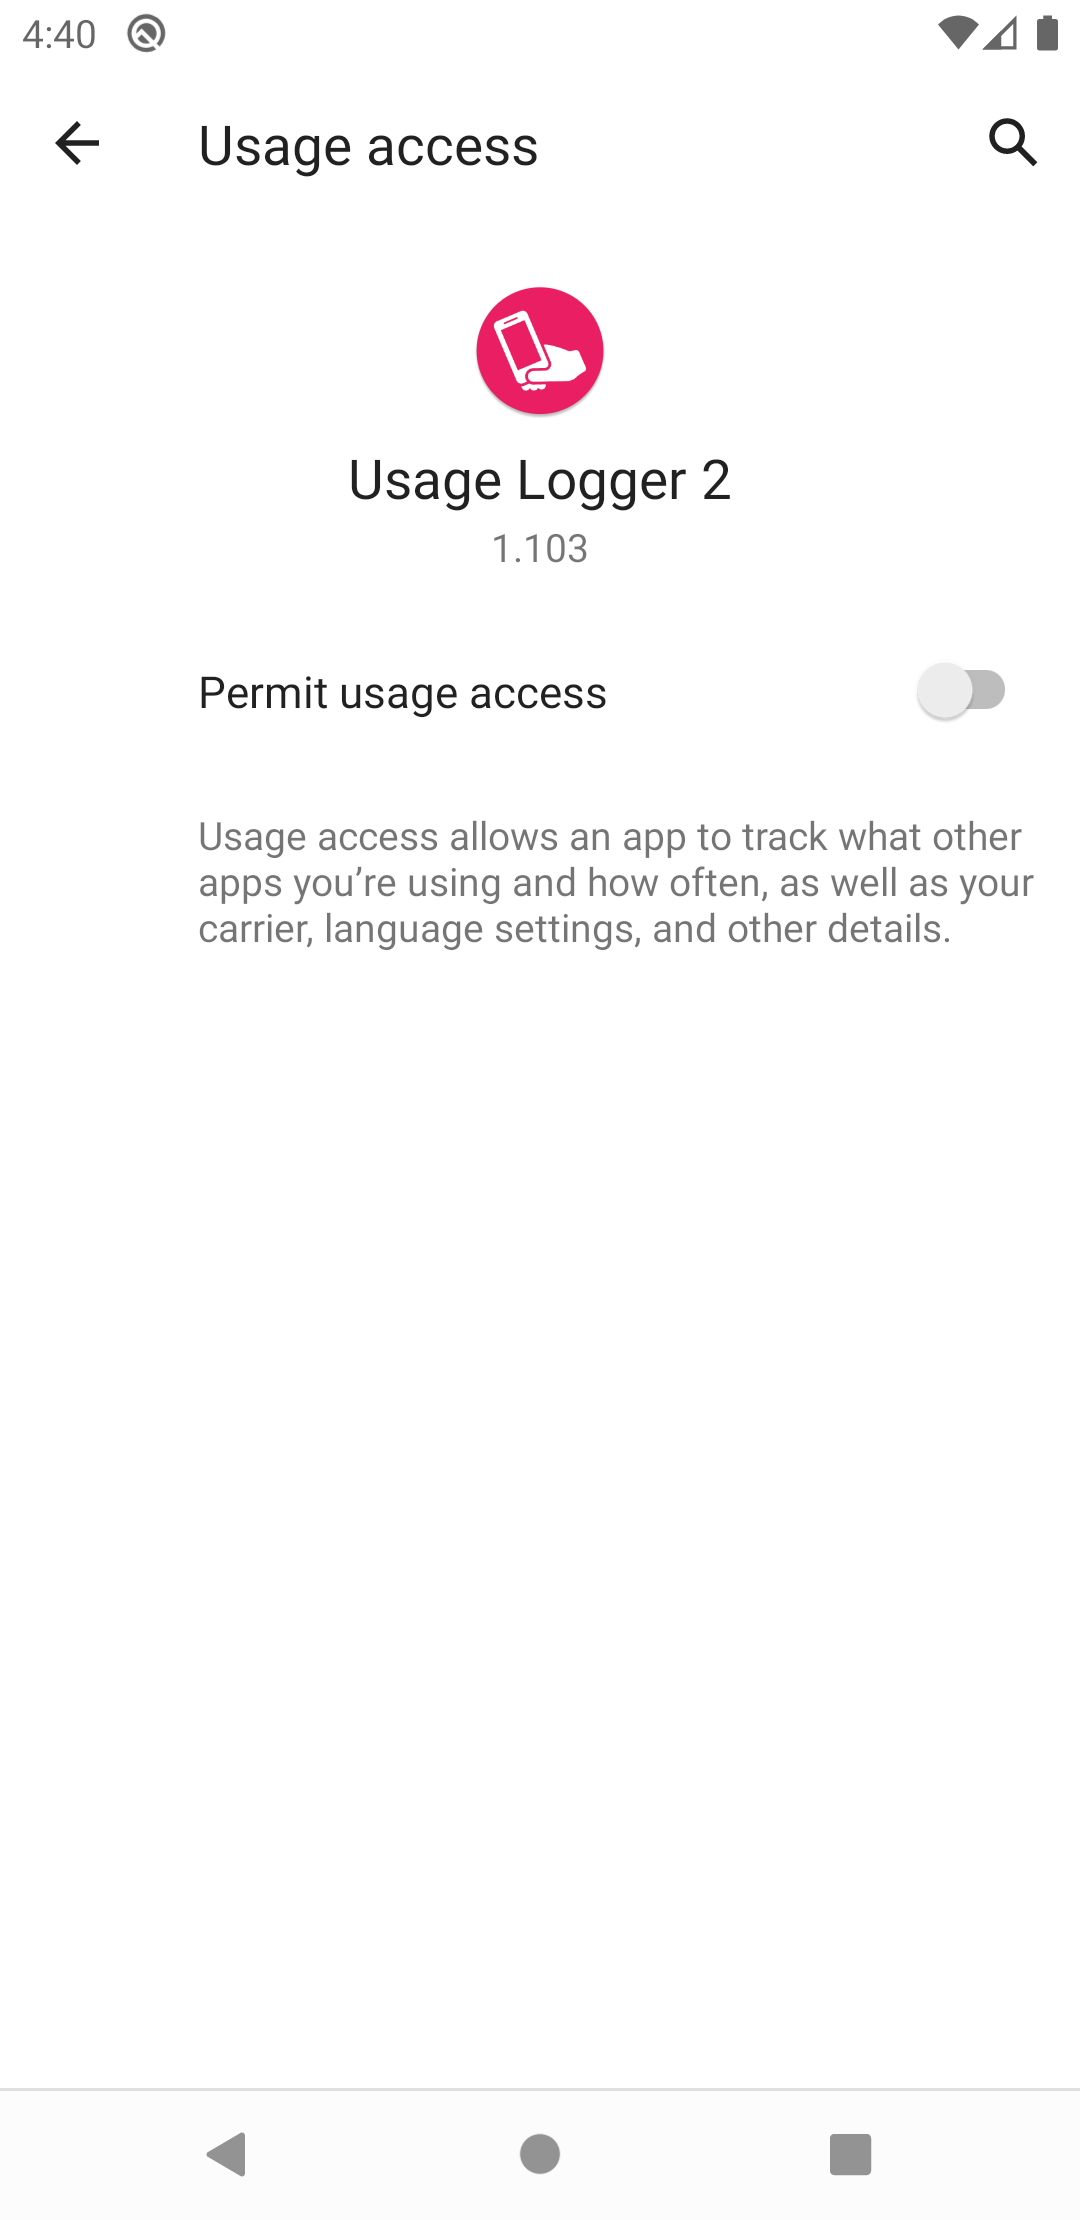 4:40
Usage access
Usage Logger 2
1.103
Permit usage access
Usage access allows an app to track what other
apps you’re using and how often, as well as your
carrier, language settings, and other details.